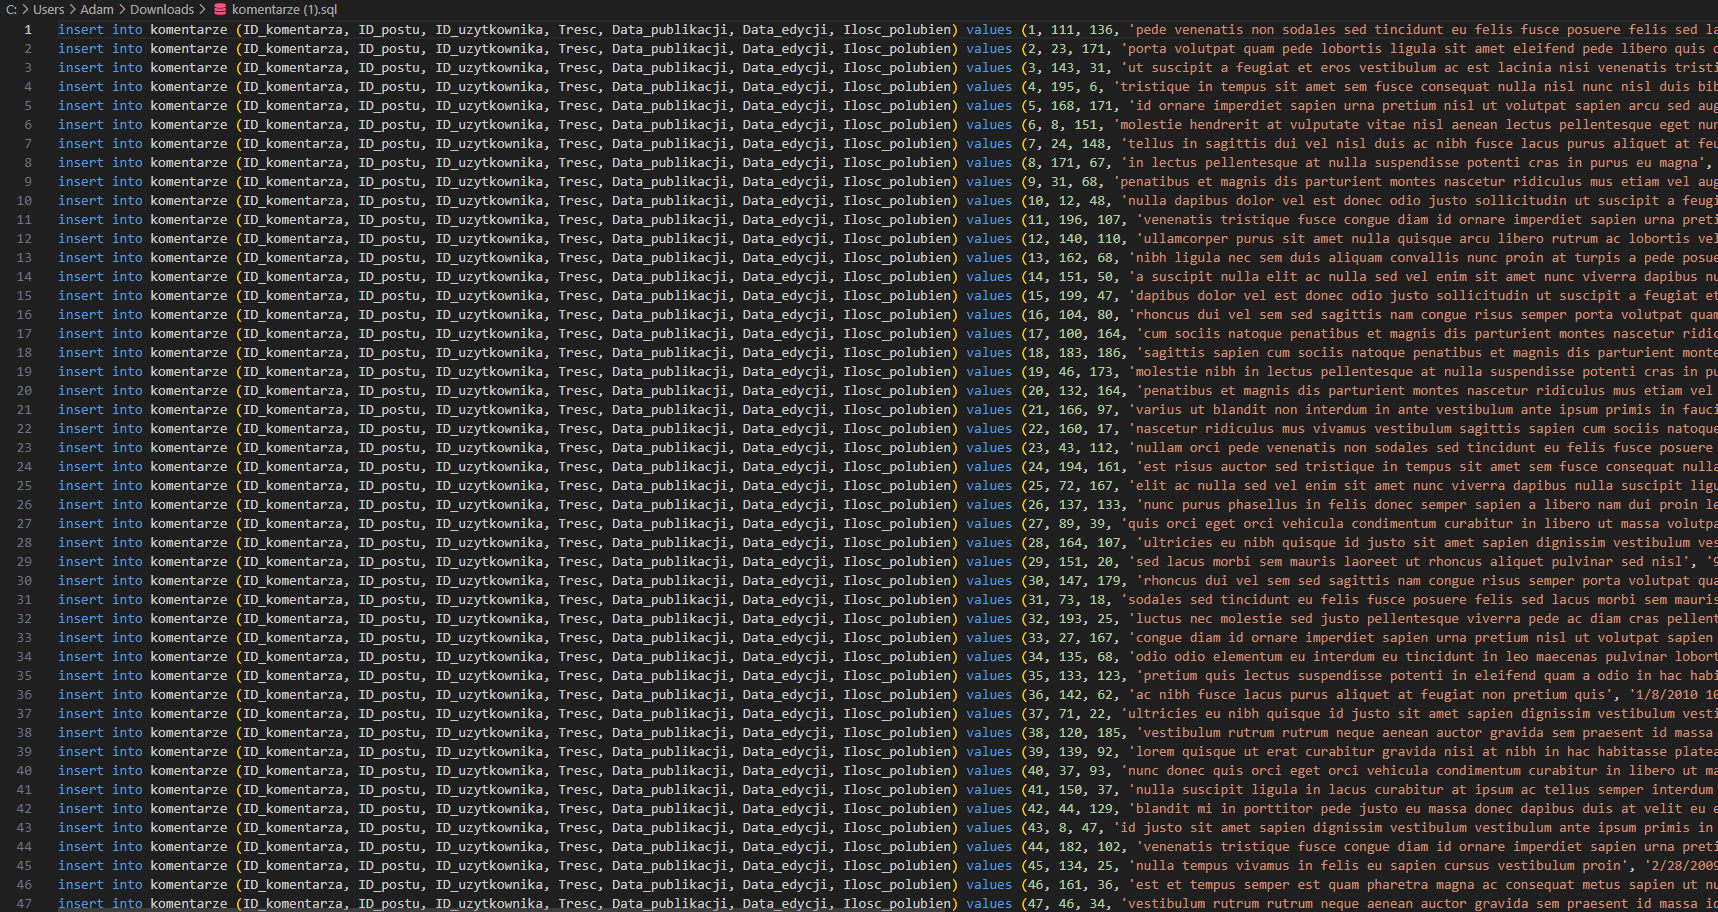 C: > Users > Adam > Downloads > komentarze (1).sql
1 insert into komentarze (ID_komentarza, ID_postu, ID_uzytkownika, Tresc, Data_publikacji, Data_edycji, Ilosc_polubien) values (1, 111, 136, 'pede venenatis non sodales sed tincidunt eu felis fusce posuere felis sed la
2 insert into komentarze (ID_komentarza, ID_postu, ID_uzytkownika, Tresc, Data_publikacji, Data_edycji, Ilosc_polubien) values (2, 23, 171, 'porta volutpat quam pede lobortis ligula sit amet eleifend pede libero quis
3 insert into komentarze (ID_komentarza, ID_postu, ID_uzytkownika, Tresc, Data_publikacji, Data_edycji, Ilosc_polubien) values (3, 143, 31, 'ut suscipit a feugiat et eros vestibulum ac est lacinia nisi venenatis tristi
4 insert into komentarze (ID_komentarza, ID_postu, ID_uzytkownika, Tresc, Data_publikacji, Data_edycji, Ilosc_polubien) values (4, 195, 6, 'tristique in tempus sit amet sem fusce consequat nulla nisl nunc nisl duis bib
5 insert into komentarze (ID_komentarza, ID_postu, ID_uzytkownika, Tresc, Data_publikacji, Data_edycji, Ilosc_polubien) values (5, 168, 171, 'id ornare imperdiet sapien urna pretium nisl ut volutpat sapien arcu sed aug
6 insert into komentarze (ID_komentarza, ID_postu, ID_uzytkownika, Tresc, Data_publikacji, Data_edycji, Ilosc_polubien) values (6, 8, 151, 'molestie hendrerit at vulputate vitae nisl aenean lectus pellentesque eget nun
7 insert into komentarze (ID_komentarza, ID_postu, ID_uzytkownika, Tresc, Data_publikacji, Data_edycji, Ilosc_polubien) values (7, 24, 148, 'tellus in sagittis dui vel nisl duis ac nibh fusce lacus purus aliquet at feu
8 insert into komentarze (ID_komentarza, ID_postu, ID_uzytkownika, Tresc, Data_publikacji, Data_edycji, Ilosc_polubien) values (8, 171, 67, 'in lectus pellentesque at nulla suspendisse potenti cras in purus eu magna',
9 insert into komentarze (ID_komentarza, ID_postu, ID_uzytkownika, Tresc, Data_publikacji, Data_edycji, Ilosc_polubien) values (9, 31, 68, 'penatibus et magnis dis parturient montes nascetur ridiculus mus etiam vel aug
10 insert into komentarze (ID_komentarza, ID_postu, ID_uzytkownika, Tresc, Data_publikacji, Data_edycji, Ilosc_polubien) values (10, 12, 48, 'nulla dapibus dolor vel est donec odio justo sollicitudin ut suscipit a feugi
11 insert into komentarze (ID_komentarza, ID_postu, ID_uzytkownika, Tresc, Data_publikacji, Data_edycji, Ilosc_polubien) values (11, 196, 107, 'venenatis tristique fusce congue diam id ornare imperdiet sapien urna preti
12 insert into komentarze (ID_komentarza, ID_postu, ID_uzytkownika, Tresc, Data_publikacji, Data_edycji, Ilosc_polubien) values (12, 140, 110, 'ullamcorper purus sit amet nulla quisque arcu libero rutrum ac lobortis vel
13 insert into komentarze (ID_komentarza, ID_postu, ID_uzytkownika, Tresc, Data_publikacji, Data_edycji, Ilosc_polubien) values (13, 162, 68, 'nibh ligula nec sem duis aliquam convallis nunc proin at turpis a pede posue
14 insert into komentarze (ID_komentarza, ID_postu, ID_uzytkownika, Tresc, Data_publikacji, Data_edycji, Ilosc_polubien) values (14, 151, 50, 'a suscipit nulla elit ac nulla sed vel enim sit amet nunc viverra dapibus nu
15 insert into komentarze (ID_komentarza, ID_postu, ID_uzytkownika, Tresc, Data_publikacji, Data_edycji, Ilosc_polubien) values (15, 199, 47, 'dapibus dolor vel est donec odio justo sollicitudin ut suscipit a feugiat et
16 insert into komentarze (ID_komentarza, ID_postu, ID_uzytkownika, Tresc, Data_publikacji, Data_edycji, Ilosc_polubien) values (16, 104, 80, 'rhoncus dui vel sem sed sagittis nam congue risus semper porta volutpat quam
17 insert into komentarze (ID_komentarza, ID_postu, ID_uzytkownika, Tresc, Data_publikacji, Data_edycji, Ilosc_polubien) values (17, 100, 164, 'cum sociis natoque penatibus et magnis dis parturient montes nascetur ridic
18 insert into komentarze (ID_komentarza, ID_postu, ID_uzytkownika, Tresc, Data_publikacji, Data_edycji, Ilosc_polubien) values (18, 183, 186, 'sagittis sapien cum sociis natoque penatibus et magnis dis parturient monte
19 insert into komentarze (ID_komentarza, ID_postu, ID_uzytkownika, Tresc, Data_publikacji, Data_edycji, Ilosc_polubien) values (19, 46, 173, 'molestie nibh in lectus pellentesque at nulla suspendisse potenti cras in pu
20 insert into komentarze (ID_komentarza, ID_postu, ID_uzytkownika, Tresc, Data_publikacji, Data_edycji, Ilosc_polubien) values (20, 132, 164, 'penatibus et magnis dis parturient montes nascetur ridiculus mus etiam vel
21 insert into komentarze (ID_komentarza, ID_postu, ID_uzytkownika, Tresc, Data_publikacji, Data_edycji, Ilosc_polubien) values (21, 166, 97, 'varius ut blandit non interdum in ante vestibulum ante ipsum primis in fauci
22 insert into komentarze (ID_komentarza, ID_postu, ID_uzytkownika, Tresc, Data_publikacji, Data_edycji, Ilosc_polubien) values (22, 160, 17, 'nascetur ridiculus mus vivamus vestibulum sagittis sapien cum sociis natoque
23 insert into komentarze (ID_komentarza, ID_postu, ID_uzytkownika, Tresc, Data_publikacji, Data_edycji, Ilosc_polubien) values (23, 43, 112, 'nullam orci pede venenatis non sodales sed tincidunt eu felis fusce posuere
24 insert into komentarze (ID_komentarza, ID_postu, ID_uzytkownika, Tresc, Data_publikacji, Data_edycji, Ilosc_polubien) values (24, 194, 161, 'est risus auctor sed tristique in tempus sit amet sem fusce consequat nulla
25 insert into komentarze (ID_komentarza, ID_postu, ID_uzytkownika, Tresc, Data_publikacji, Data_edycji, Ilosc_polubien) values (25, 72, 167, 'elit ac nulla sed vel enim sit amet nunc viverra dapibus nulla suscipit ligu
26 insert into komentarze (ID_komentarza, ID_postu, ID_uzytkownika, Tresc, Data_publikacji, Data_edycji, Ilosc_polubien) values (26, 137, 133, 'nunc purus phasellus in felis donec semper sapien a libero nam dui proin le
27 insert into komentarze (ID_komentarza, ID_postu, ID_uzytkownika, Tresc, Data_publikacji, Data_edycji, Ilosc_polubien) values (27, 89, 39, 'quis orci eget orci vehicula condimentum curabitur in libero ut massa volutpa
28 insert into komentarze (ID_komentarza, ID_postu, ID_uzytkownika, Tresc, Data_publikacji, Data_edycji, Ilosc_polubien) values (28, 164, 107, 'ultricies eu nibh quisque id justo sit amet sapien dignissim vestibulum ves
29 insert into komentarze (ID_komentarza, ID_postu, ID_uzytkownika, Tresc, Data_publikacji, Data_edycji, Ilosc_polubien) values (29, 151, 20, 'sed lacus morbi sem mauris laoreet ut rhoncus aliquet pulvinar sed nisl', '9
30 insert into komentarze (ID_komentarza, ID_postu, ID_uzytkownika, Tresc, Data_publikacji, Data_edycji, Ilosc_polubien) values (30, 147, 179, 'rhoncus dui vel sem sed sagittis nam congue risus semper porta volutpat qua
31 insert into komentarze (ID_komentarza, ID_postu, ID_uzytkownika, Tresc, Data_publikacji, Data_edycji, Ilosc_polubien) values (31, 73, 18, 'sodales sed tincidunt eu felis fusce posuere felis sed lacus morbi sem mauris
32 insert into komentarze (ID_komentarza, ID_postu, ID_uzytkownika, Tresc, Data_publikacji, Data_edycji, Ilosc_polubien) values (32, 193, 25, 'luctus nec molestie sed justo pellentesque viverra pede ac diam cras pellent
33 insert into komentarze (ID_komentarza, ID_postu, ID_uzytkownika, Tresc, Data_publikacji, Data_edycji, Ilosc_polubien) values (33, 27, 167, 'congue diam id ornare imperdiet sapien urna pretium nisl ut volutpat sapien
34 insert into komentarze (ID_komentarza, ID_postu, ID_uzytkownika, Tresc, Data_publikacji, Data_edycji, Ilosc_polubien) values (34, 135, 68, 'odio odio elementum eu interdum eu tincidunt in leo maecenas pulvinar lobort
35 insert into komentarze (ID_komentarza, ID_postu, ID_uzytkownika, Tresc, Data_publikacji, Data_edycji, Ilosc_polubien) values (35, 133, 123, 'pretium quis lectus suspendisse potenti in eleifend quam a odio in hac habi
36 insert into komentarze (ID_komentarza, ID_postu, ID_uzytkownika, Tresc, Data_publikacji, Data_edycji, Ilosc_polubien) values (36, 142, 62, 'ac nibh fusce lacus purus aliquet at feugiat non pretium quis', '1/8/2010 10
37 insert into komentarze (ID_komentarza, ID_postu, ID_uzytkownika, Tresc, Data_publikacji, Data_edycji, Ilosc_polubien) values (37, 71, 22, 'ultricies eu nibh quisque id justo sit amet sapien dignissim vestibulum vesti
38 insert into komentarze (ID_komentarza, ID_postu, ID_uzytkownika, Tresc, Data_publikacji, Data_edycji, Ilosc_polubien) values (38, 120, 185, 'vestibulum rutrum rutrum neque aenean auctor gravida sem praesent id massa
39 insert into komentarze (ID_komentarza, ID_postu, ID_uzytkownika, Tresc, Data_publikacji, Data_edycji, Ilosc_polubien) values (39, 139, 92, 'lorem quisque ut erat curabitur gravida nisi at nibh in hac habitasse platea
40 insert into komentarze (ID_komentarza, ID_postu, ID_uzytkownika, Tresc, Data_publikacji, Data_edycji, Ilosc_polubien) values (40, 37, 93, 'nunc donec quis orci eget orci vehicula condimentum curabitur in libero ut ma
41 insert into komentarze (ID_komentarza, ID_postu, ID_uzytkownika, Tresc, Data_publikacji, Data_edycji, Ilosc_polubien) values (41, 150, 37, 'nulla suscipit ligula in lacus curabitur at ipsum ac tellus semper interdum
42 insert into komentarze (ID_komentarza, ID_postu, ID_uzytkownika, Tresc, Data_publikacji, Data_edycji, Ilosc_polubien) values (42, 44, 129, 'blandit mi in porttitor pede justo eu massa donec dapibus duis at velit eu e
43 insert into komentarze (ID_komentarza, ID_postu, ID_uzytkownika, Tresc, Data_publikacji, Data_edycji, Ilosc_polubien) values (43, 8, 47, 'id justo sit amet sapien dignissim vestibulum vestibulum ante ipsum primis in
44 insert into komentarze (ID_komentarza, ID_postu, ID_uzytkownika, Tresc, Data_publikacji, Data_edycji, Ilosc_polubien) values (44, 182, 102, 'venenatis tristique fusce congue diam id ornare imperdiet sapien urna preti
45 insert into komentarze (ID_komentarza, ID_postu, ID_uzytkownika, Tresc, Data_publikacji, Data_edycji, Ilosc_polubien) values (45, 134, 25, 'nulla tempus vivamus in felis eu sapien cursus vestibulum proin', '2/28/2009
46 insert into komentarze (ID_komentarza, ID_postu, ID_uzytkownika, Tresc, Data_publikacji, Data_edycji, Ilosc_polubien) values (46, 161, 36, 'est et tempus semper est quam pharetra magna ac consequat metus sapien ut nu
47 insert into komentarze (ID_komentarza, ID_postu, ID_uzytkownika, Tresc, Data_publikacji, Data_edycji, Ilosc_polubien) values (47, 46, 34, 'vestibulum rutrum rutrum neque aenean auctor gravida sem praesent id massa id